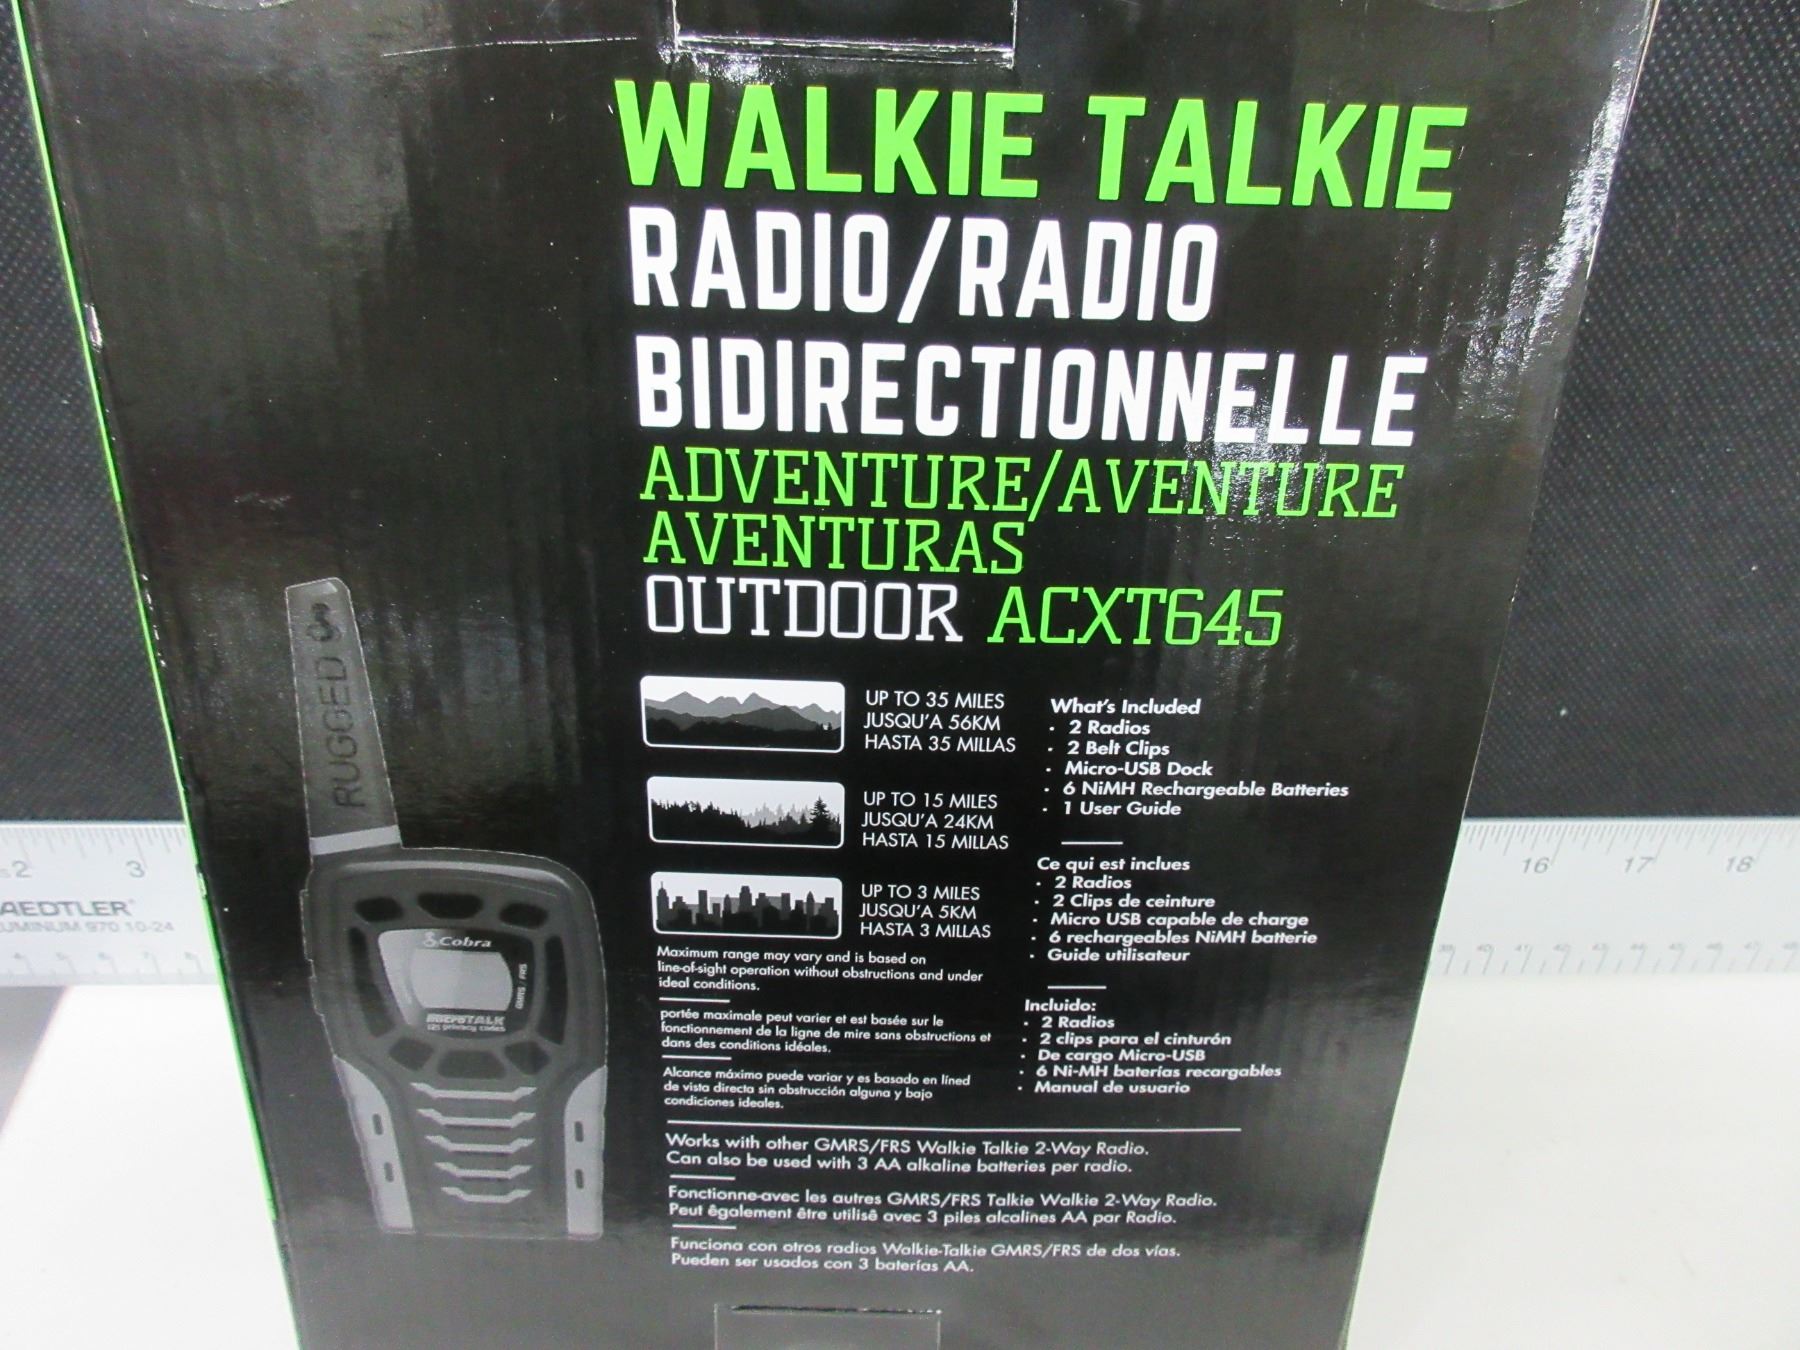 WALKIE TALKIE
RADIO/RADIO
BIDIRECTIONNELLE
ADVENTURE/AVENTURE
AVENTURAS
OUTDOOR ACXT645
UP TO 35 MILES
JUSQU'A 56KM
HASTA 35 MILLAS
UP TO 15 MILES
JUSQU'A 24KM
HASTA 15 MILLAS
UP TO 3 MILES
JUSQU'A 5KM
HASTA 3 MILLAS
Maximum range may vary and is based on
line-of-sight operation without obstructions and under
ideal conditions.
portée maximale peut varier et est basée sur le
fonctionnement de la ligne de mire sans obstructions et
dans des conditions idéales.
Alcance máximo puede variar y es basado en líned
de vista directa sin obstrucción alguna y bajo
condiciones ideales.
What's Included
· 2 Radios
· 2 Belt Clips
· Micro-USB Dock
· 6 NiMH Rechargeable Batteries
· 1 User Guide
Ce qui est inclues
· 2 Radios
· 2 Clips de ceinture
· Micro USB capable de charge
· 6 rechargeables NiMH batterie
· Guide utilisateur
Incluido:
· 2 Radios
· 2 clips para el cinturón
· De cargo Micro-USB
· 6 Ni-MH baterías recargables
· Manual de usuario
Works with other GMRS/FRS Walkie Talkie 2-Way Radio.
Can also be used with 3 AA alkaline batteries per radio.
Fonctionne-avec les autres GMRS/FRS Talkie Walkie 2-Way Radio.
Peut également être utilisê avec 3 piles alcalines AA par Radio.
Funciona con otros radios Walkie-Talkie GMRS/FRS de dos vías.
Pueden ser usados con 3 baterías AA.
RUGGED
Cobra
GMRS / FRS
MICROTALK
121 privacy codes
2 3
AEDTLER
UMINUM 970 10-24
16 17 18